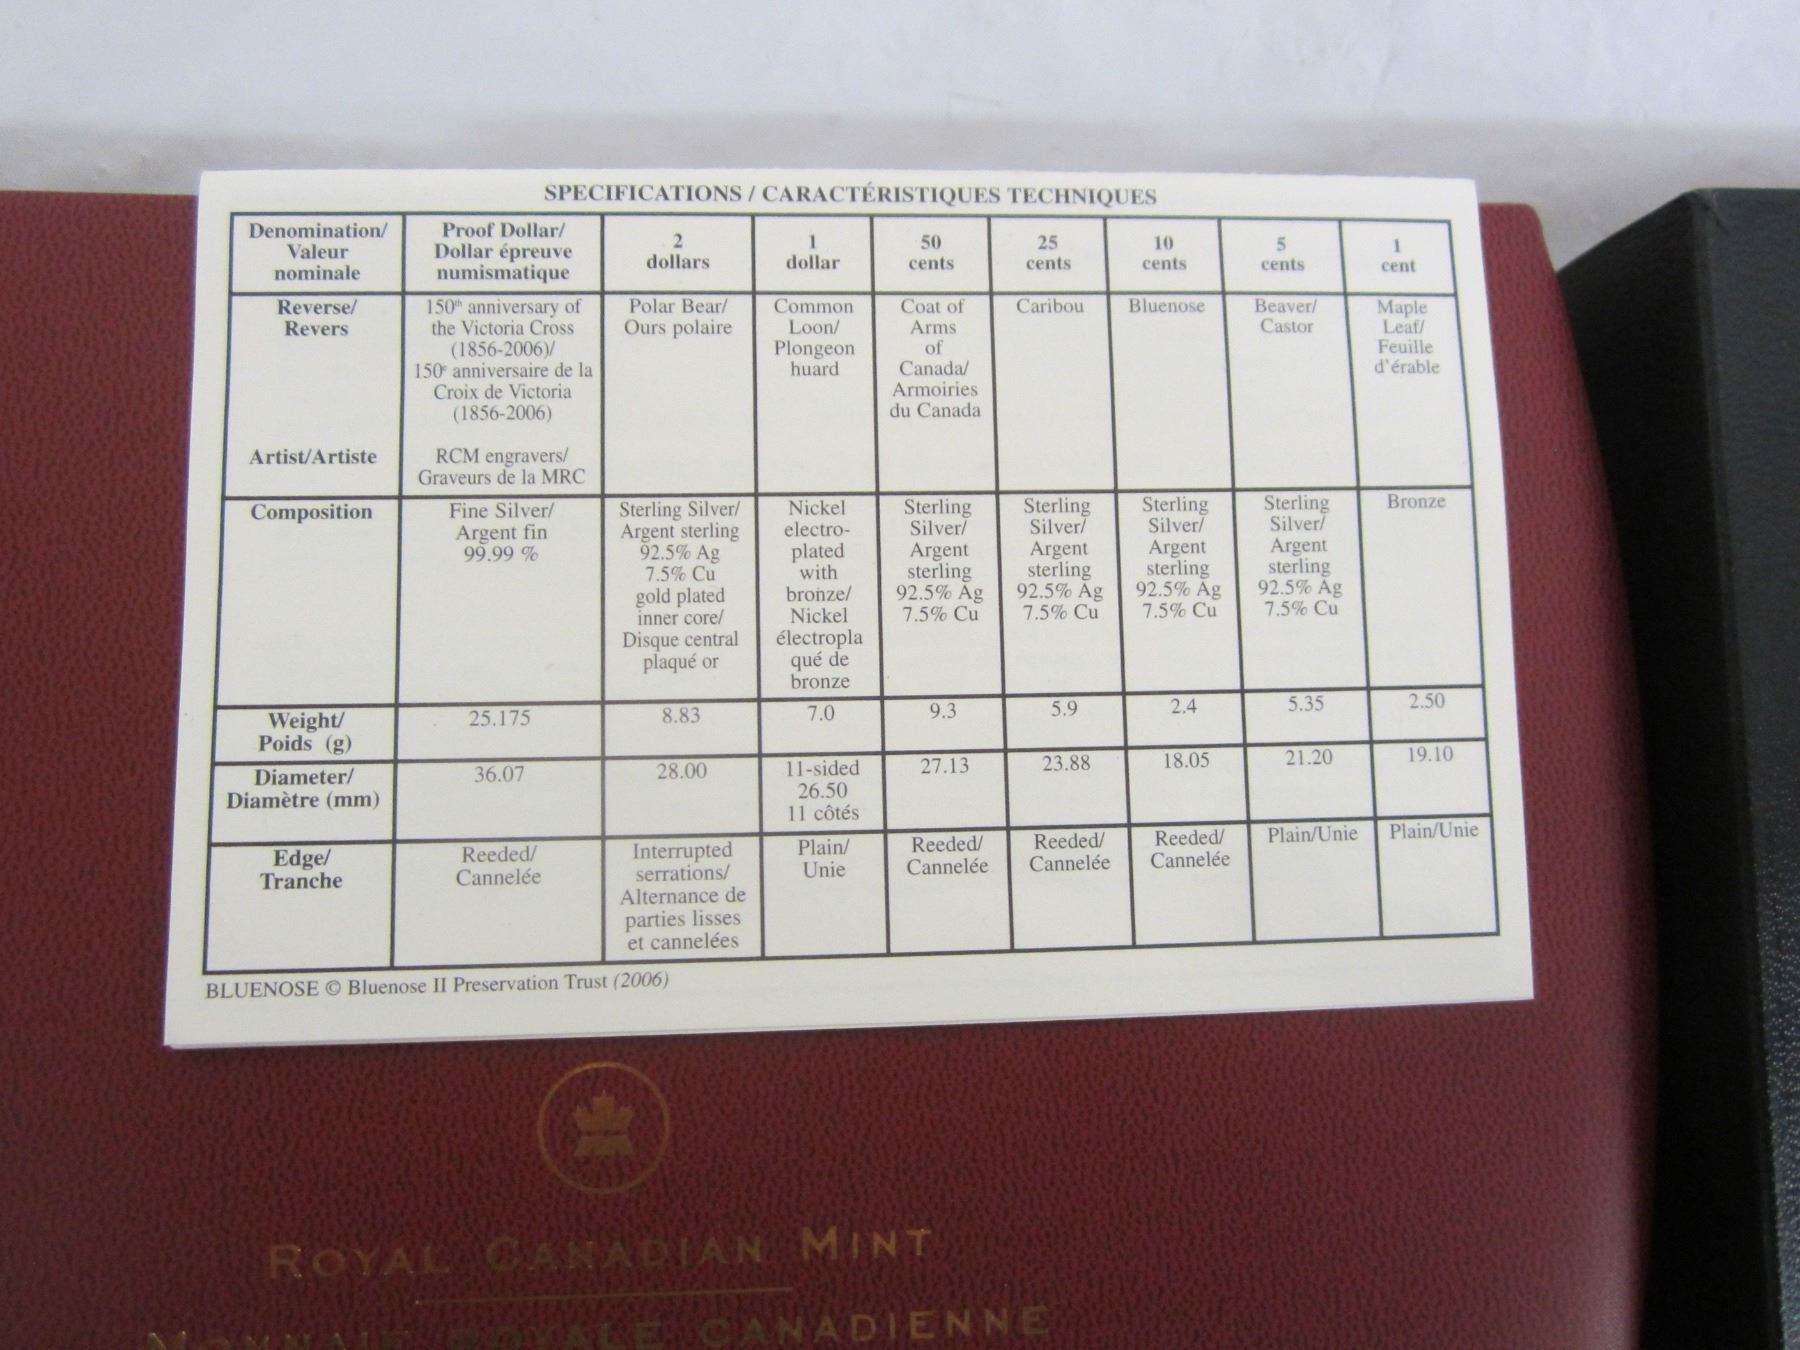 SPECIFICATIONS / CARACTÉRISTIQUES TECHNIQUES
Denomination/
Valeur
nominale
Proof Dollar/
Dollar épreuve
numismatique
2
dollars
1
dollar
50
cents
25
cents
10
cents
5
cents
1
cent
Reverse/
Revers
150th anniversary of
the Victoria Cross
(1856-2006)/
150e anniversaire de la
Croix de Victoria
(1856-2006)
Polar Bear/
Ours polaire
Common
Loon/
Plongeon
huard
Coat of
Arms
of
Canada/
Armoiries
du Canada
Caribou
Bluenose
Beaver/
Castor
Maple
Leaf/
Feuille
d'érable
Artist/Artiste
RCM engravers/
Graveurs de la MRC
Composition
Fine Silver/
Argent fin
99.99 %
Sterling Silver/
Argent sterling
92.5% Ag
7.5% Cu
gold plated
inner core/
Disque central
plaqué or
Nickel
electro-
plated
with
bronze/
Nickel
électropla
qué de
bronze
Sterling
Silver/
Argent
sterling
92.5% Ag
7.5% Cu
Sterling
Silver/
Argent
sterling
92.5% Ag
7.5% Cu
Sterling
Silver/
Argent
sterling
92.5% Ag
7.5% Cu
Sterling
Silver/
Argent
sterling
92.5% Ag
7.5% Cu
Bronze
Weight/
Poids (g)
25.175
8.83
7.0
9.3
5.9
2.4
5.35
2.50
Diameter/
Diamètre (mm)
36.07
28.00
11-sided
26.50
11 côtés
27.13
23.88
18.05
21.20
19.10
Edge/
Tranche
Reeded/
Cannelée
Interrupted
serrations/
Alternance de
parties lisses
et cannelées
Plain/
Unie
Reeded/
Cannelée
Reeded/
Cannelée
Reeded/
Cannelée
Plain/Unie
Plain/Unie
BLUENOSE © Bluenose II Preservation Trust (2006)
ROYAL CANADIAN MINT
MONNAIE ROYALE CANADIENNE